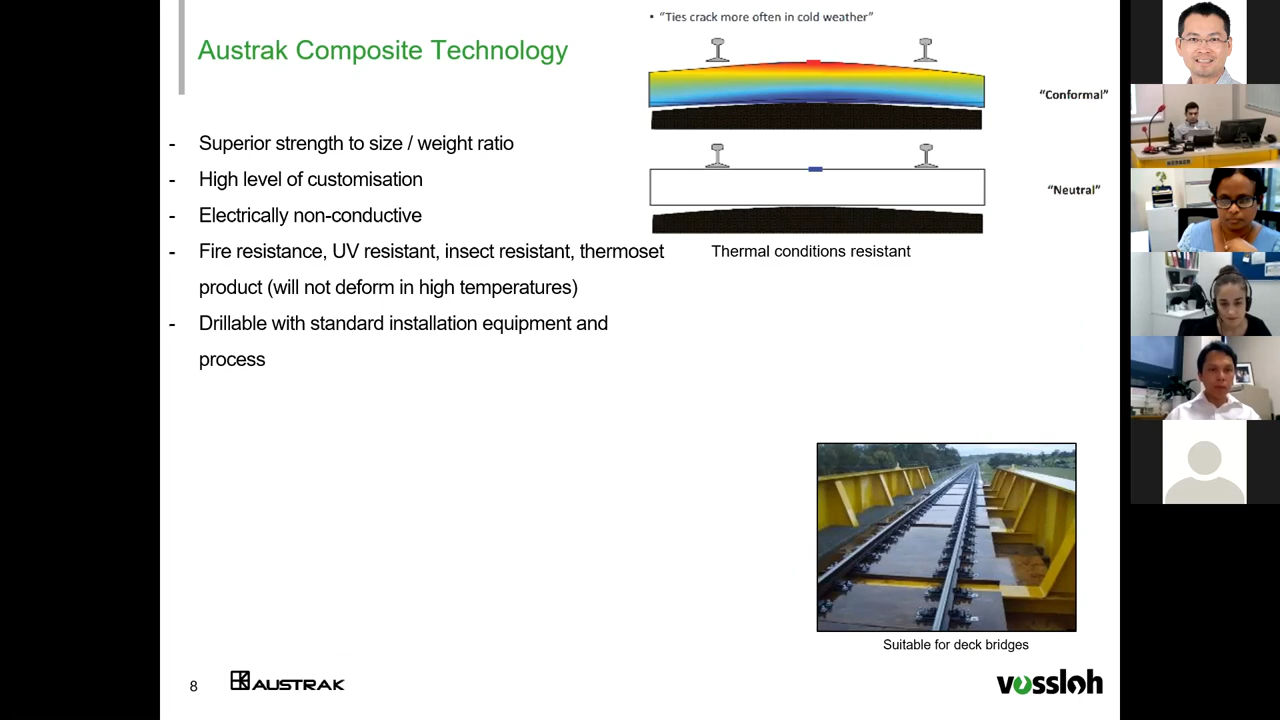 • “Ties crack more often in cold weather”
Austrak Composite Technology
“Conformal”
- Superior strength to size / weight ratio
- High level of customisation
“Neutral”
- Electrically non-conductive
- Fire resistance, UV resistant, insect resistant, thermoset
product (will not deform in high temperatures)
Thermal conditions resistant
- Drillable with standard installation equipment and
process
Suitable for deck bridges
8
AUSTRAK
vossloh